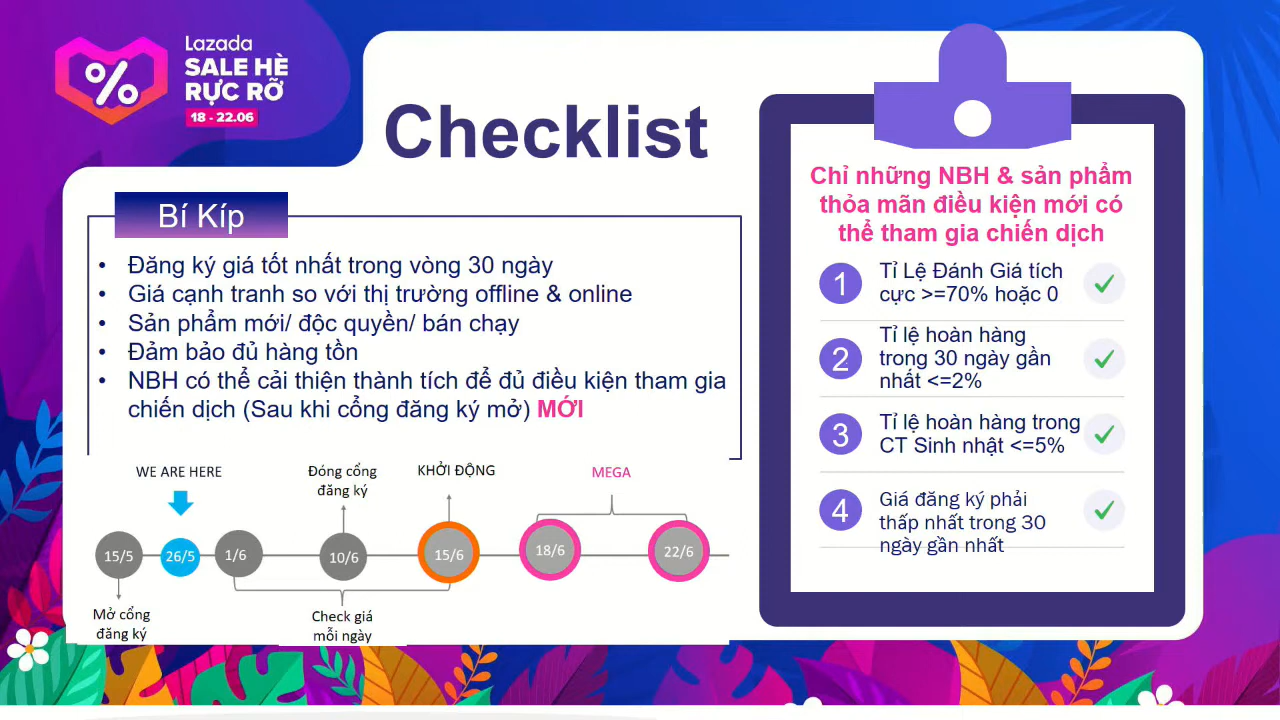 Lazada
SALE HÈ
RỰC RỠ
18 - 22.06
%
Checklist
Bí Kíp
• Đăng ký giá tốt nhất trong vòng 30 ngày
• Giá cạnh tranh so với thị trường offline & online
• Sản phẩm mới/ độc quyền/ bán chạy
• Đảm bảo đủ hàng tồn
• NBH có thể cải thiện thành tích để đủ điều kiện tham gia
chiến dịch (Sau khi cổng đăng ký mở) MỚI
WE ARE HERE
Đóng cổng
đăng ký
KHỞI ĐỘNG
MEGA
15/5
26/5
1/6
10/6
15/6
18/6
22/6
Mở cổng
đăng ký
Check giá
mỗi ngày
Chỉ những NBH & sản phẩm
thỏa mãn điều kiện mới có
thể tham gia chiến dịch
1 Tỉ Lệ Đánh Giá tích
cực >=70% hoặc 0
2 Tỉ lệ hoàn hàng
trong 30 ngày gần
nhất <=2%
3 Tỉ lệ hoàn hàng trong
CT Sinh nhật <=5%
4 Giá đăng ký phải
thấp nhất trong 30
ngày gần nhất